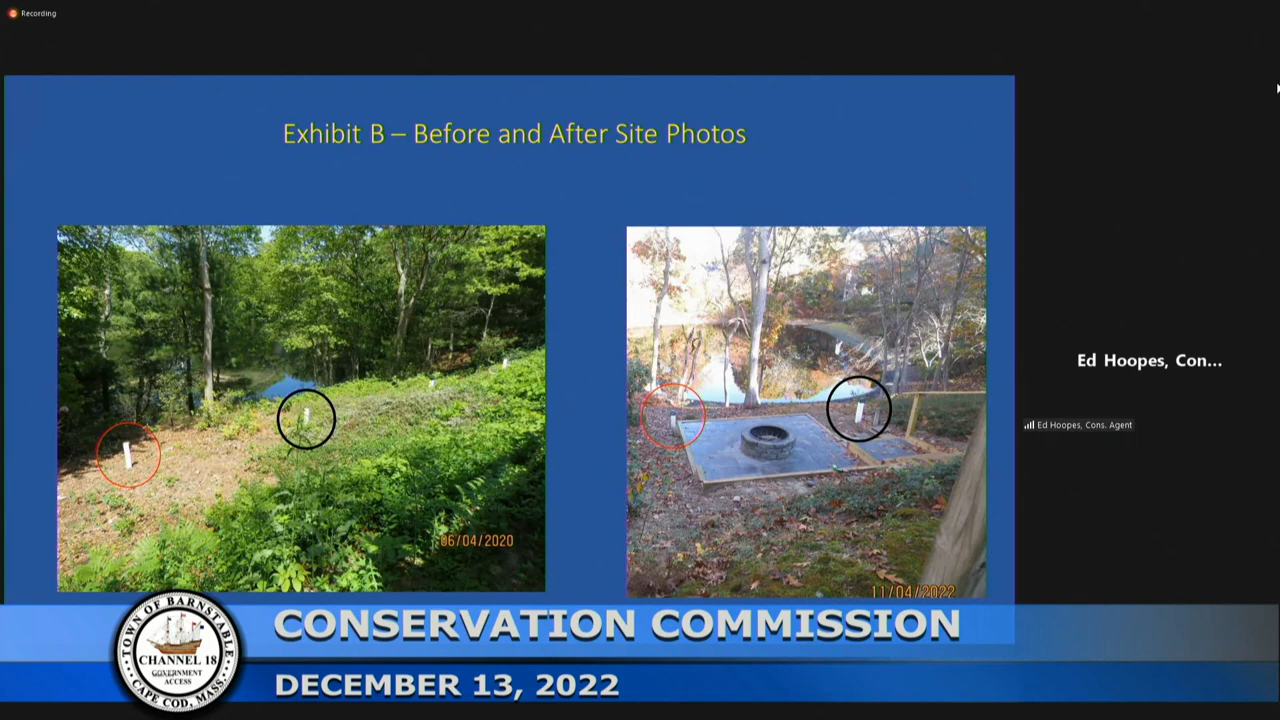 Recording
Exhibit B – Before and After Site Photos
06/04/2020
11/04/2022
Ed Hoopes, Con...
Ed Hoopes, Cons. Agent
TOWN OF BARNSTABLE
CHANNEL 18
GOVERNMENT
ACCESS
CAPE COD, MASS.
CONSERVATION COMMISSION
DECEMBER 13, 2022